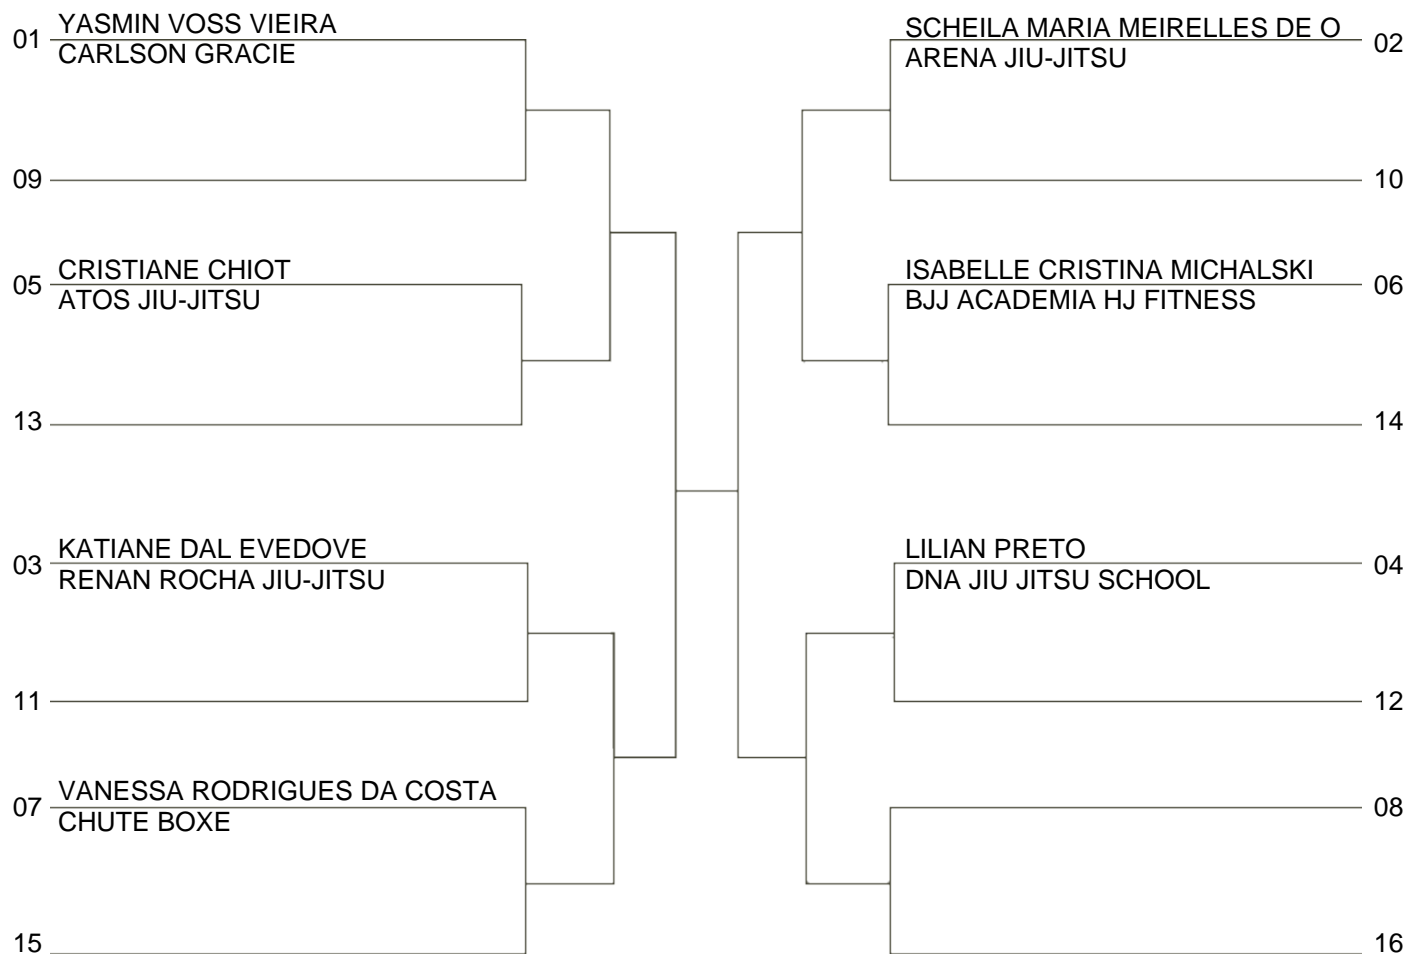 01 YASMIN VOSS VIEIRA
CARLSON GRACIE
09
05 CRISTIANE CHIOT
ATOS JIU-JITSU
13
03 KATIANE DAL EVEDOVE
RENAN ROCHA JIU-JITSU
11
07 VANESSA RODRIGUES DA COSTA
CHUTE BOXE
15
SCHEILA MARIA MEIRELLES DE O 02
ARENA JIU-JITSU
10
ISABELLE CRISTINA MICHALSKI 06
BJJ ACADEMIA HJ FITNESS
14
LILIAN PRETO 04
DNA JIU JITSU SCHOOL
12
08
16